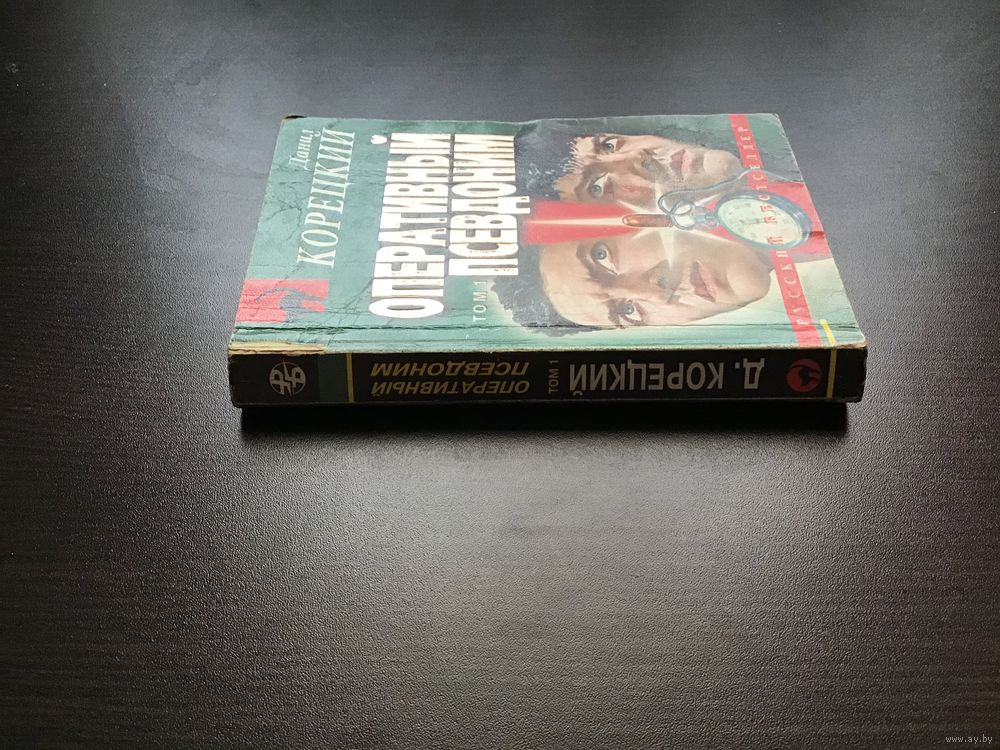 Данил
КОРЕЦКИЙ
ОПЕРАТИВНЫЙ
ПСЕВДОНИМ
ТОМ 1
РУССКИЙ БЕСТСЕЛЛЕР
Д. КОРЕЦКИЙ
ТОМ 1
ОПЕРАТИВНЫЙ
ПСЕВДОНИМ
www.ay.by